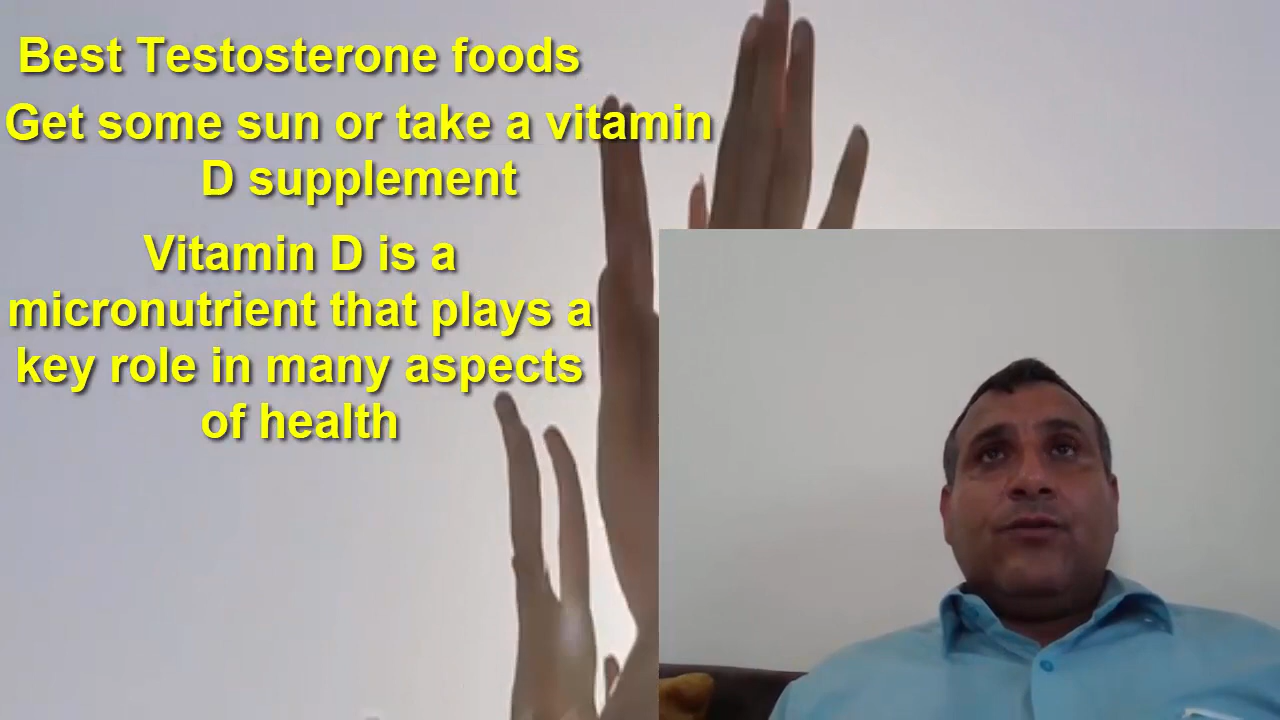 Best Testosterone foods
Get some sun or take a vitamin
D supplement
Vitamin D is a
micronutrient that plays a
key role in many aspects
of health